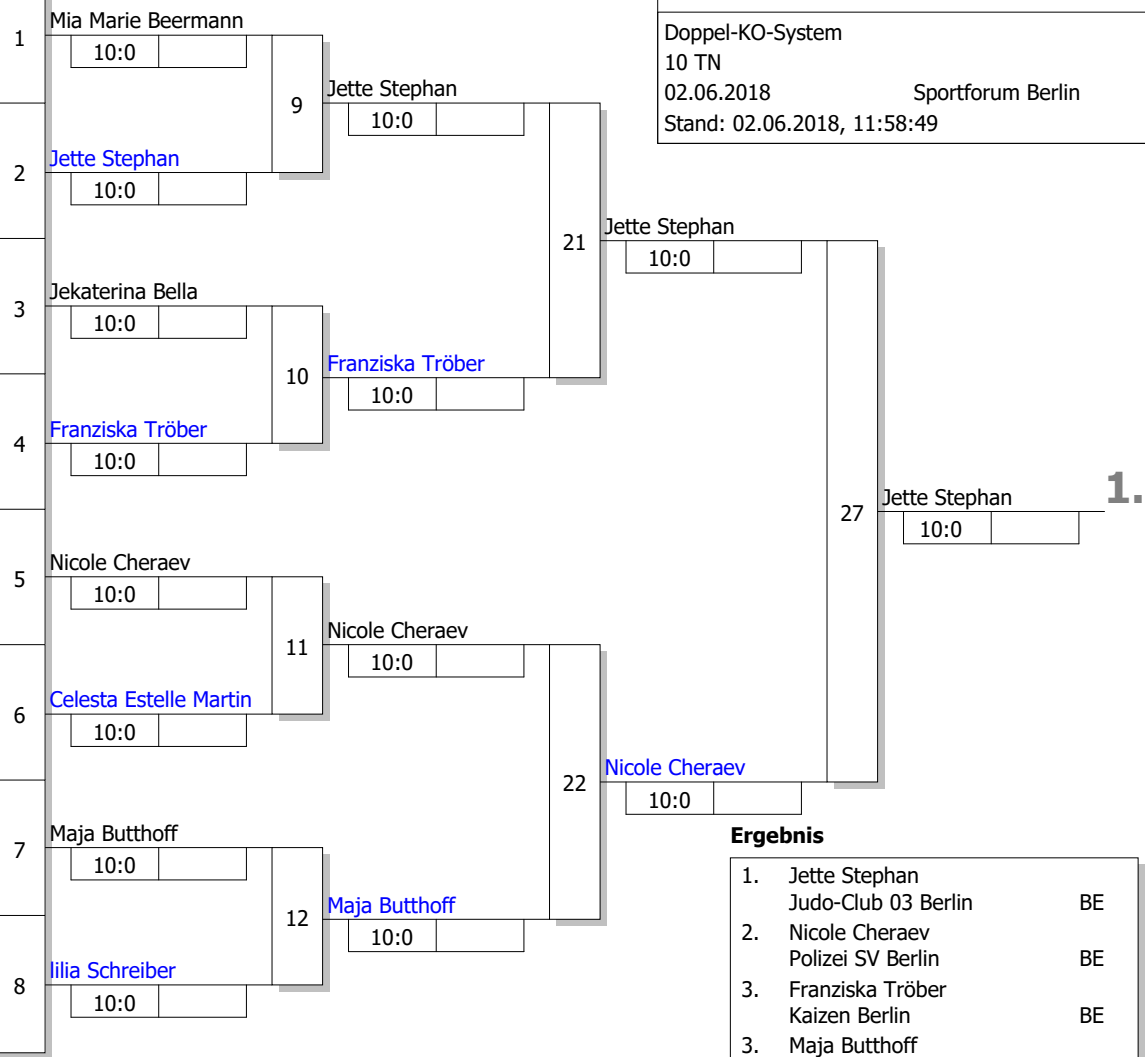 Doppel-KO-System
10 TN
02.06.2018 Sportforum Berlin
Stand: 02.06.2018, 11:58:49
1
Mia Marie Beermann
10:0
9
Jette Stephan
10:0
2
Jette Stephan
10:0
21
Jette Stephan
10:0
3
Jekaterina Bella
10:0
10
Franziska Tröber
10:0
4
Franziska Tröber
10:0
27
Jette Stephan
1.
10:0
5
Nicole Cheraev
10:0
11
Nicole Cheraev
10:0
6
Celesta Estelle Martin
10:0
22
Nicole Cheraev
10:0
7
Maja Butthoff
10:0
12
Maja Butthoff
10:0
8
lilia Schreiber
10:0
Ergebnis
1. Jette Stephan
Judo-Club 03 Berlin BE
2. Nicole Cheraev
Polizei SV Berlin BE
3. Franziska Tröber
Kaizen Berlin BE
3. Maja Butthoff